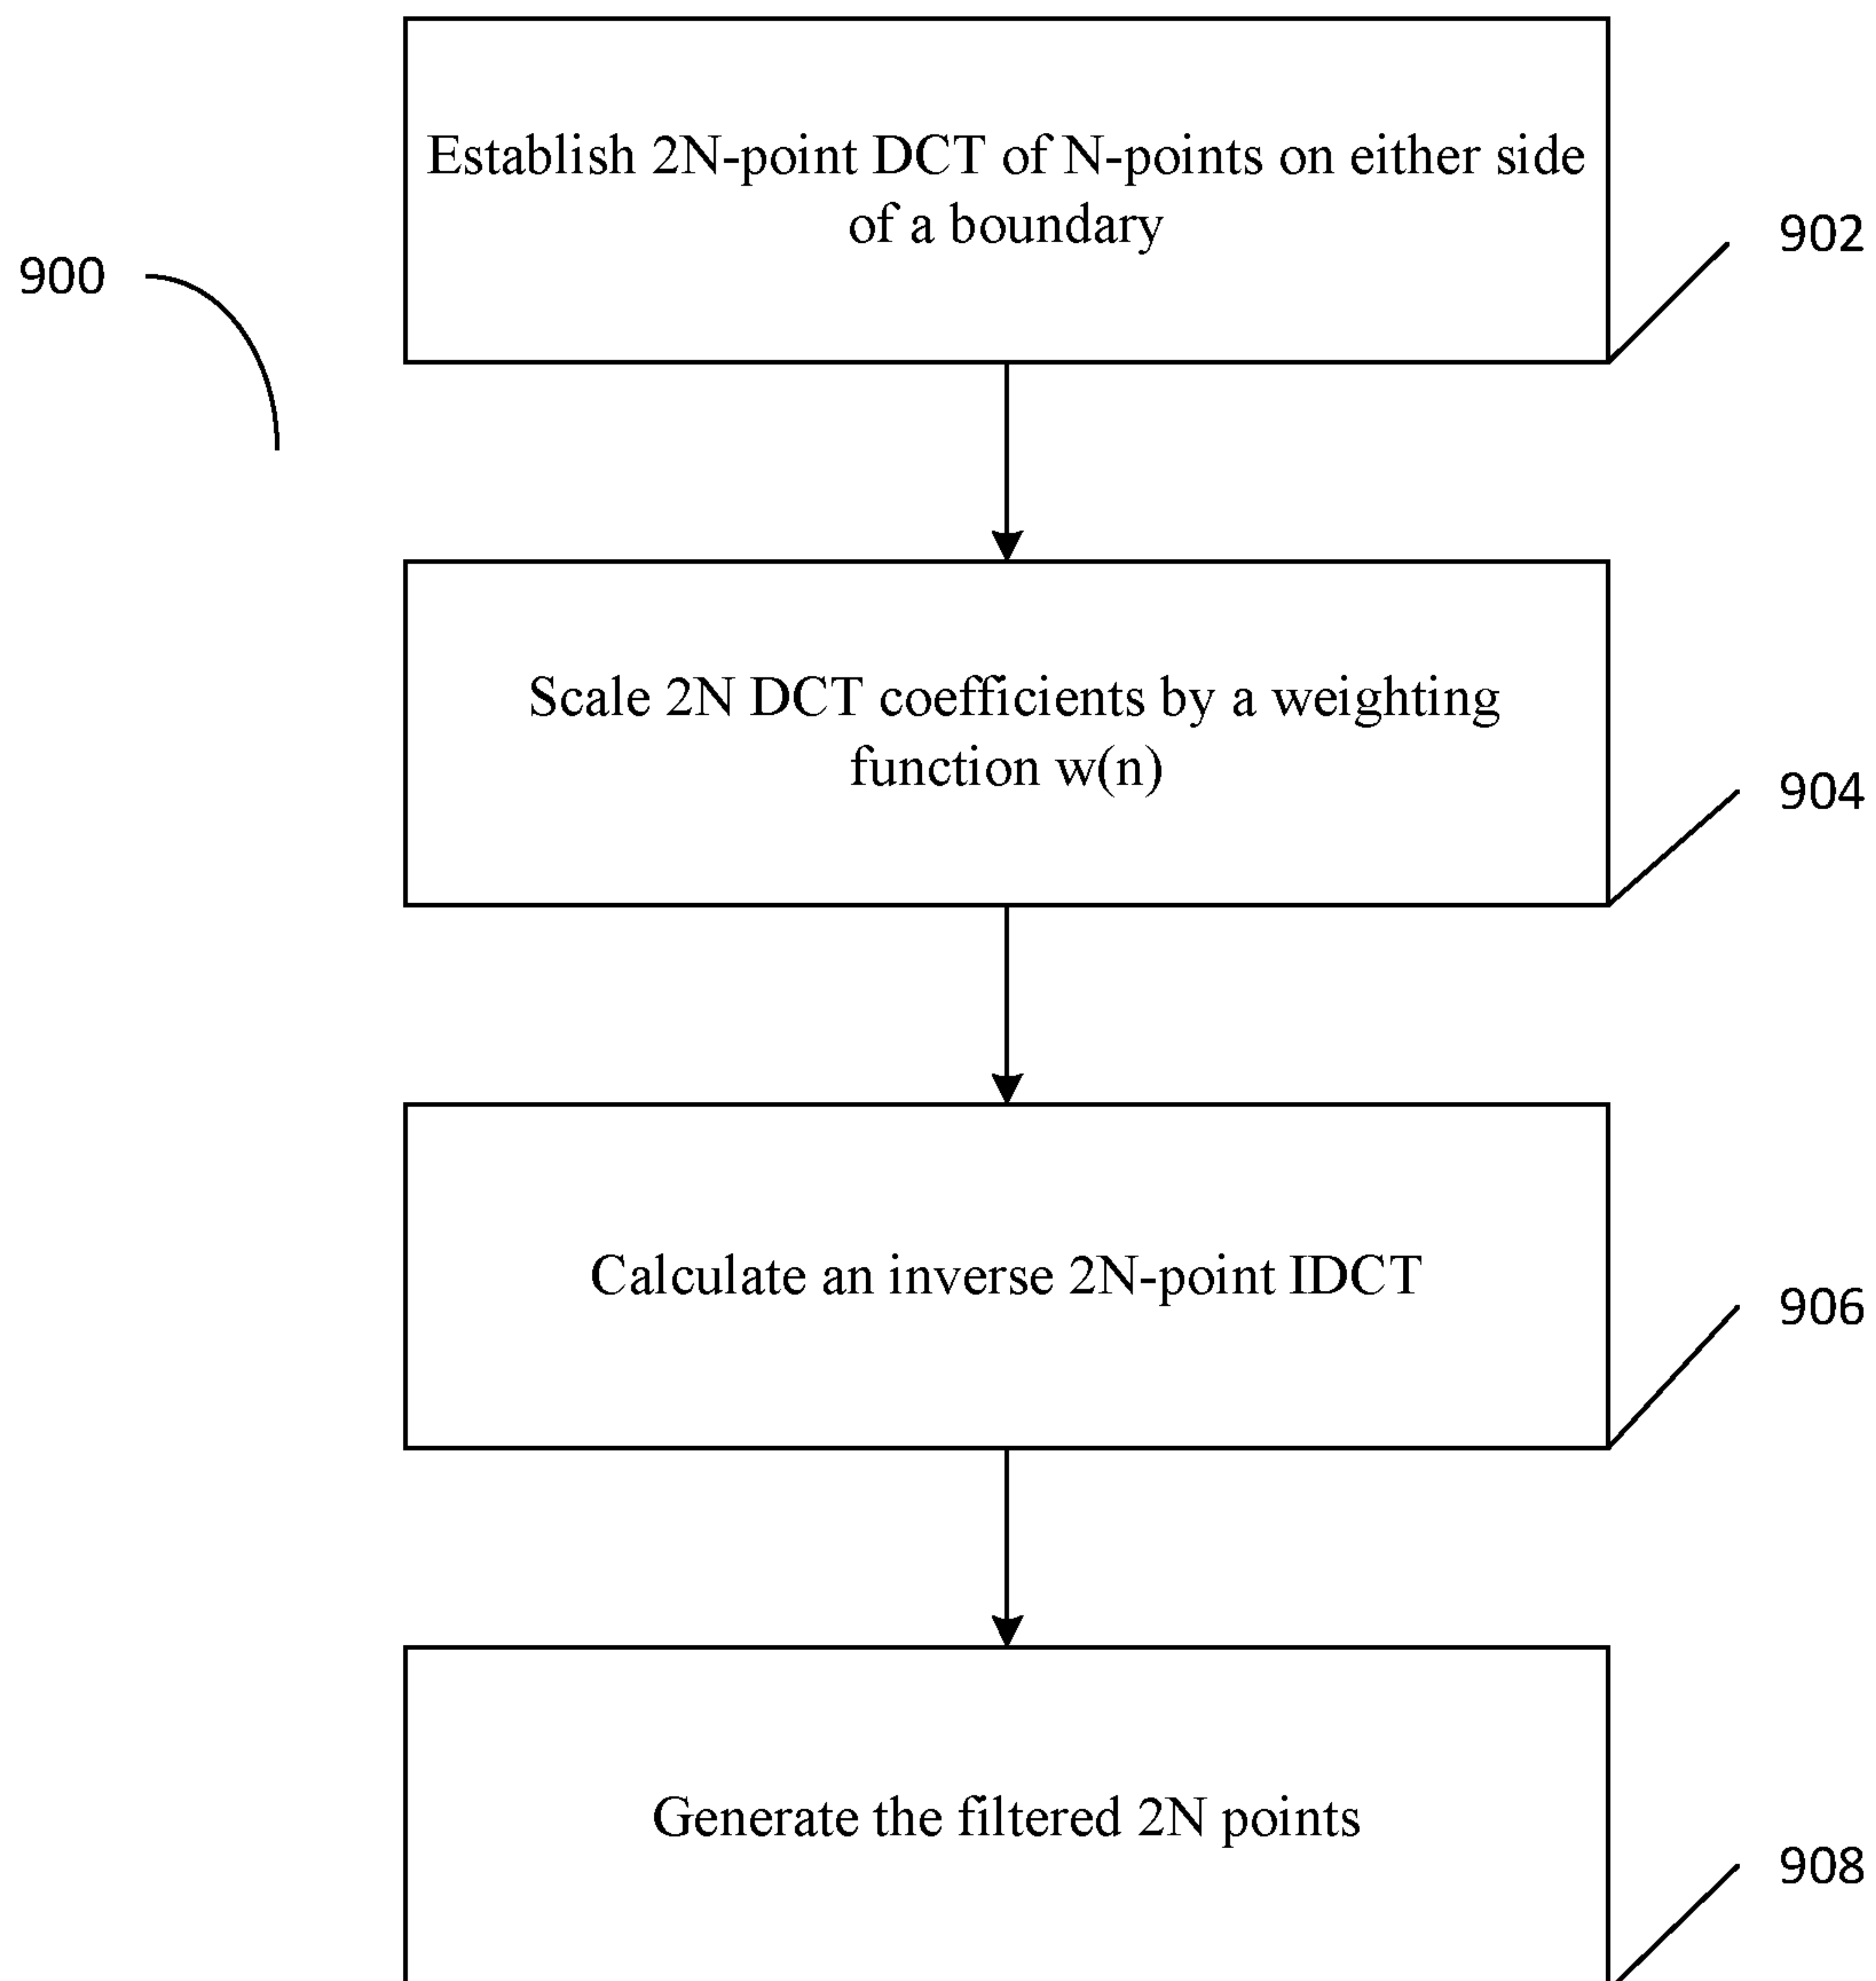 Establish 2N-point DCT of N-points on either side
of a boundary
902
900
Scale 2N DCT coefficients by a weighting
function w(n)
904
Calculate an inverse 2N-point IDCT
906
Generate the filtered 2N points
908